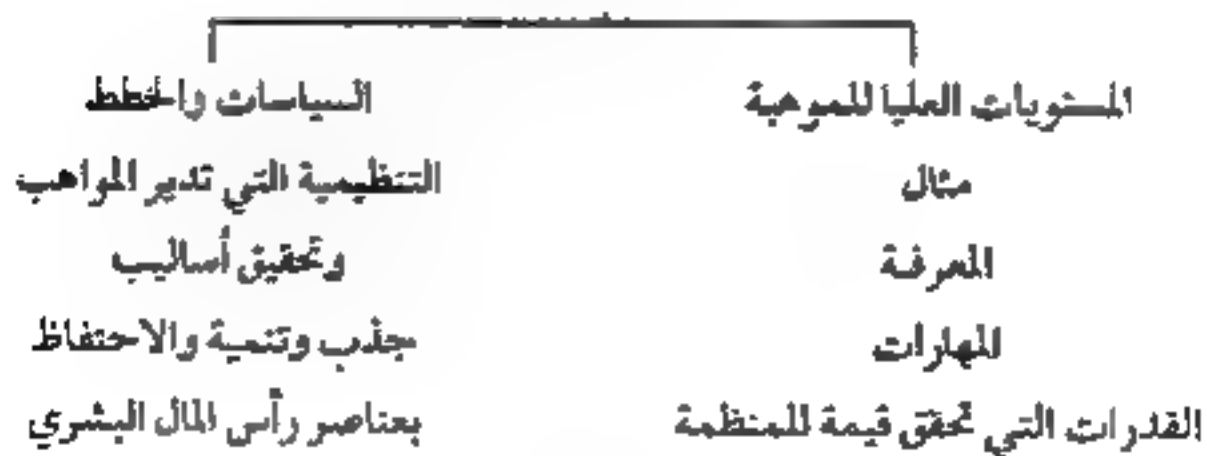 المستويات العليا للموهبة
مثال
المعرفة
المهارات
القدرات التي تحقق قيمة للمنظمة
السياسات والخطط
التنظيمية التي تدير المواهب
وتحقيق أساليب
جذب وتنمية والاحتفاظ
بعناصر رأس المال البشري